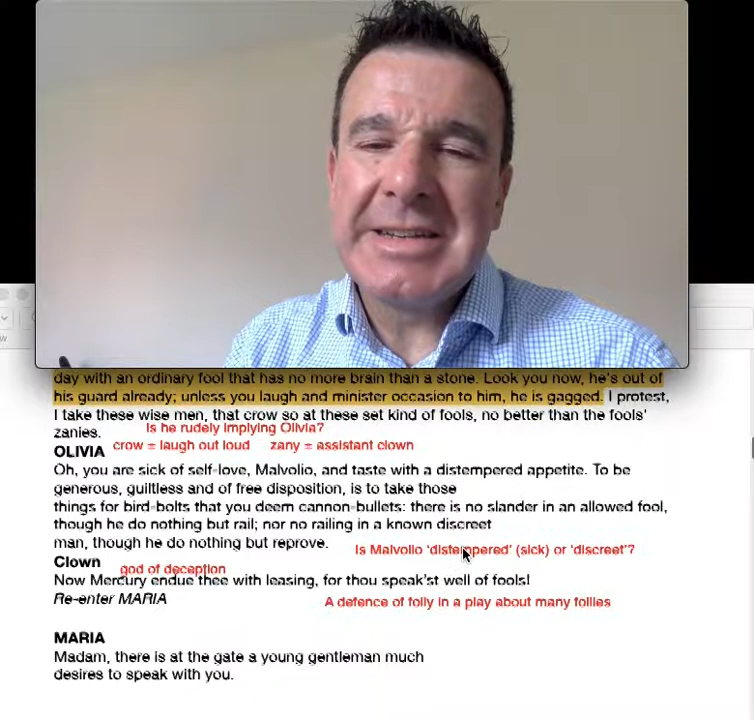 day with an ordinary fool that has no more brain than a stone. Look you now, he's out of
his guard already; unless you laugh and minister occasion to him, he is gagged. I protest,
I take these wise men, that crow so at these set kind of fools, no better than the fools'
Is he rudely implying Olivia?
zanies.
crow = laugh out loud zany = assistant clown
OLIVIA
Oh, you are sick of self-love, Malvolio, and taste with a distempered appetite. To be
generous, guiltless and of free disposition, is to take those
things for bird-bolts that you deem cannon-bullets: there is no slander in an allowed fool,
though he do nothing but rail; nor no railing in a known discreet
man, though he do nothing but reprove.
Is Malvolio 'distempered' (sick) or 'discreet'?
Clown
god of deception
Now Mercury endue thee with leasing, for thou speak'st well of fools!
Re-enter MARIA
A defence of folly in a play about many follies
MARIA
Madam, there is at the gate a young gentleman much
desires to speak with you.